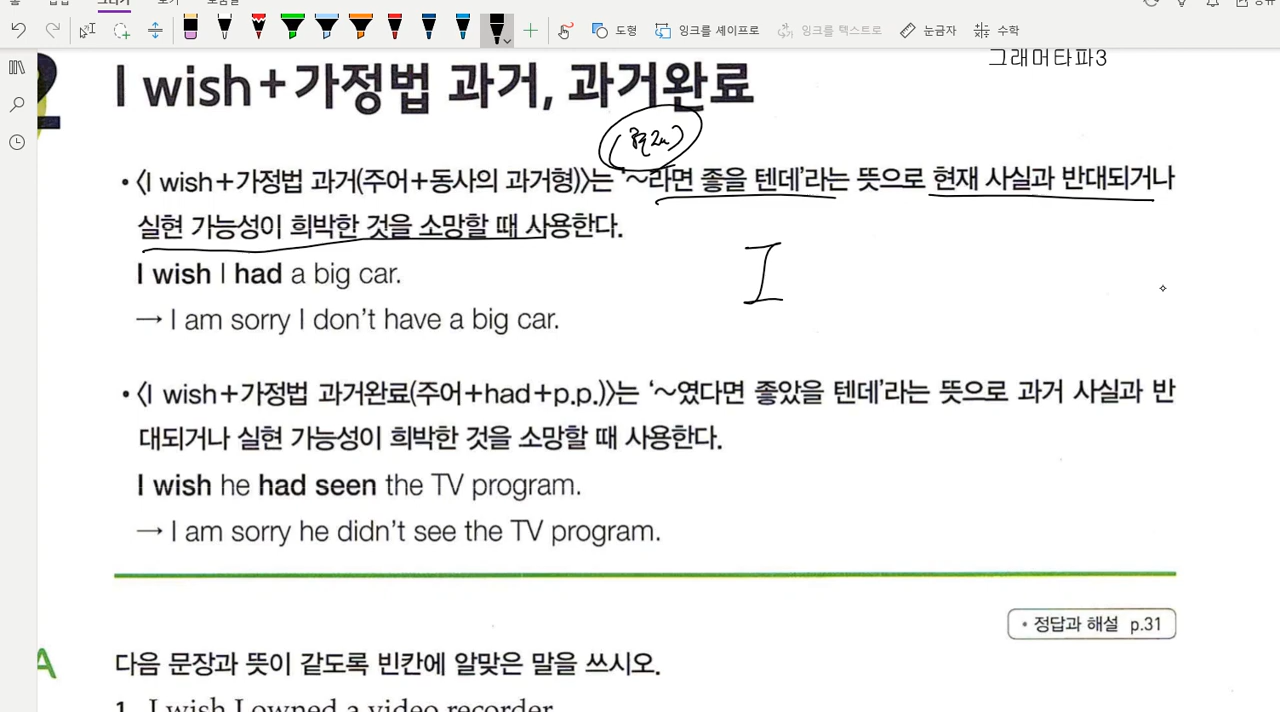 도형 잉크를 셰이프로 잉크를 텍스트로 눈금자 수학
그래머타파3
2 I wish+가정법 과거, 과거완료
•〈I wish+가정법 과거(주어+동사의 과거형)〉는 '~라면 좋을 텐데'라는 뜻으로 현재 사실과 반대되거나
실현 가능성이 희박한 것을 소망할 때 사용한다.
I wish I had a big car.
→ I am sorry I don't have a big car.
I
•〈I wish+가정법 과거완료(주어+had+p.p.)〉는 '~였다면 좋았을 텐데'라는 뜻으로 과거 사실과 반
대되거나 실현 가능성이 희박한 것을 소망할 때 사용한다.
I wish he had seen the TV program.
→ I am sorry he didn't see the TV program.
• 정답과 해설 p.31
A 다음 문장과 뜻이 같도록 빈칸에 알맞은 말을 쓰시오.
1 I wish I owned a video recorder.